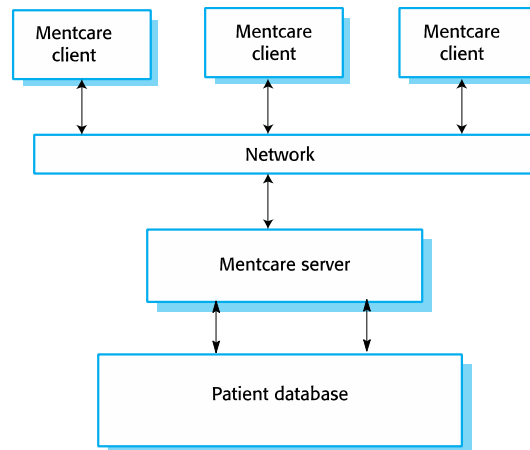 Mentcare
client
Mentcare
client
Mentcare
client
Network
Mentcare server
Patient database